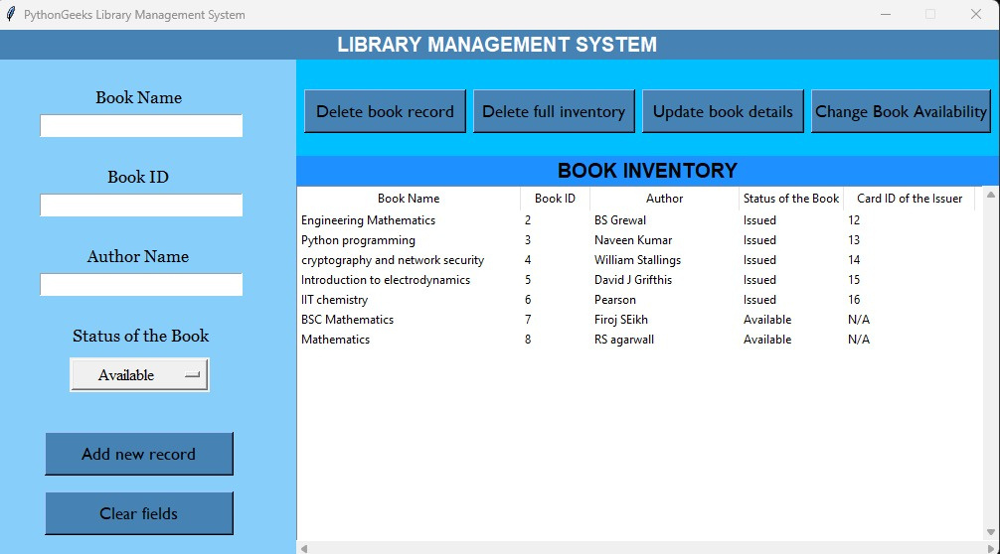 PythonGeeks Library Management System
LIBRARY MANAGEMENT SYSTEM
Book Name
Book ID
Author Name
Status of the Book
Available
Add new record
Clear fields
Delete book record Delete full inventory Update book details Change Book Availability
BOOK INVENTORY
Book Name Book ID Author Status of the Book Card ID of the Issuer
Engineering Mathematics 2 BS Grewal Issued 12
Python programming 3 Naveen Kumar Issued 13
cryptography and network security 4 William Stallings Issued 14
Introduction to electrodynamics 5 David J Grifthis Issued 15
IIT chemistry 6 Pearson Issued 16
BSC Mathematics 7 Firoj SEikh Available N/A
Mathematics 8 RS agarwall Available N/A